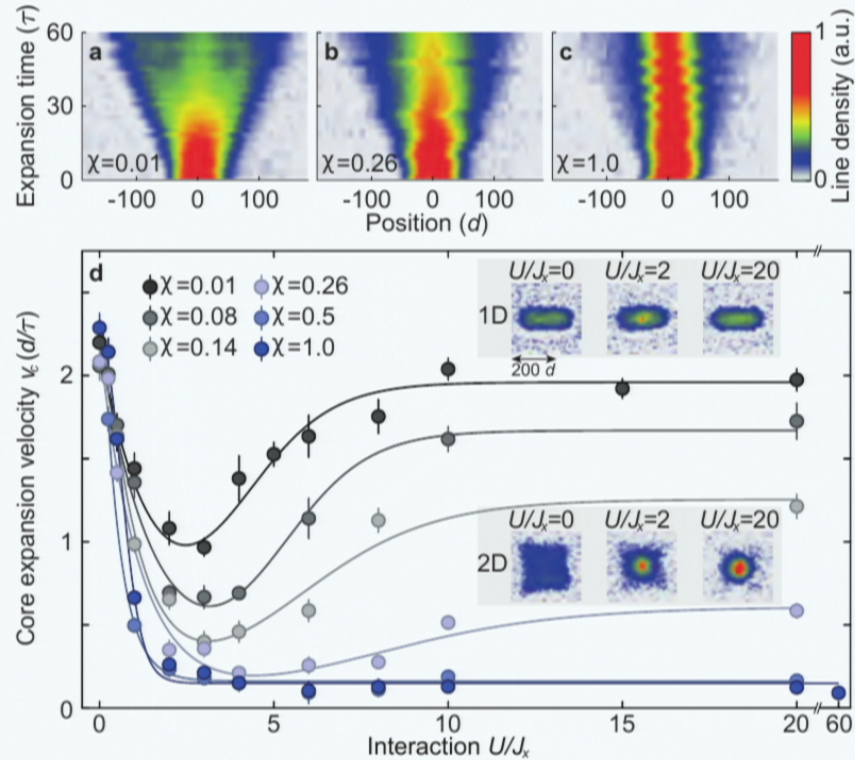 Expansion time (τ)
60
30
0
a
χ=0.01
b
χ=0.26
c
χ=1.0
-100 0 100
-100 0 100
-100 0 100
Position (d)
1
0
Line density (a.u.)
d
χ=0.01 χ=0.26
χ=0.08 χ=0.5
χ=0.14 χ=1.0
U/Jₓ=0 U/Jₓ=2 U/Jₓ=20
1D
200 d
U/Jₓ=0 U/Jₓ=2 U/Jₓ=20
2D
Core expansion velocity v꜀ (d/τ)
2
1
0
0 5 10 15 20 60
Interaction U/Jₓ